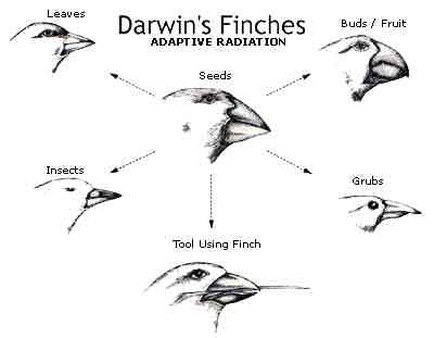 Leaves
Darwin's Finches
Buds / Fruit
ADAPTIVE RADIATION
Seeds
Insects
Grubs
Tool Using Finch